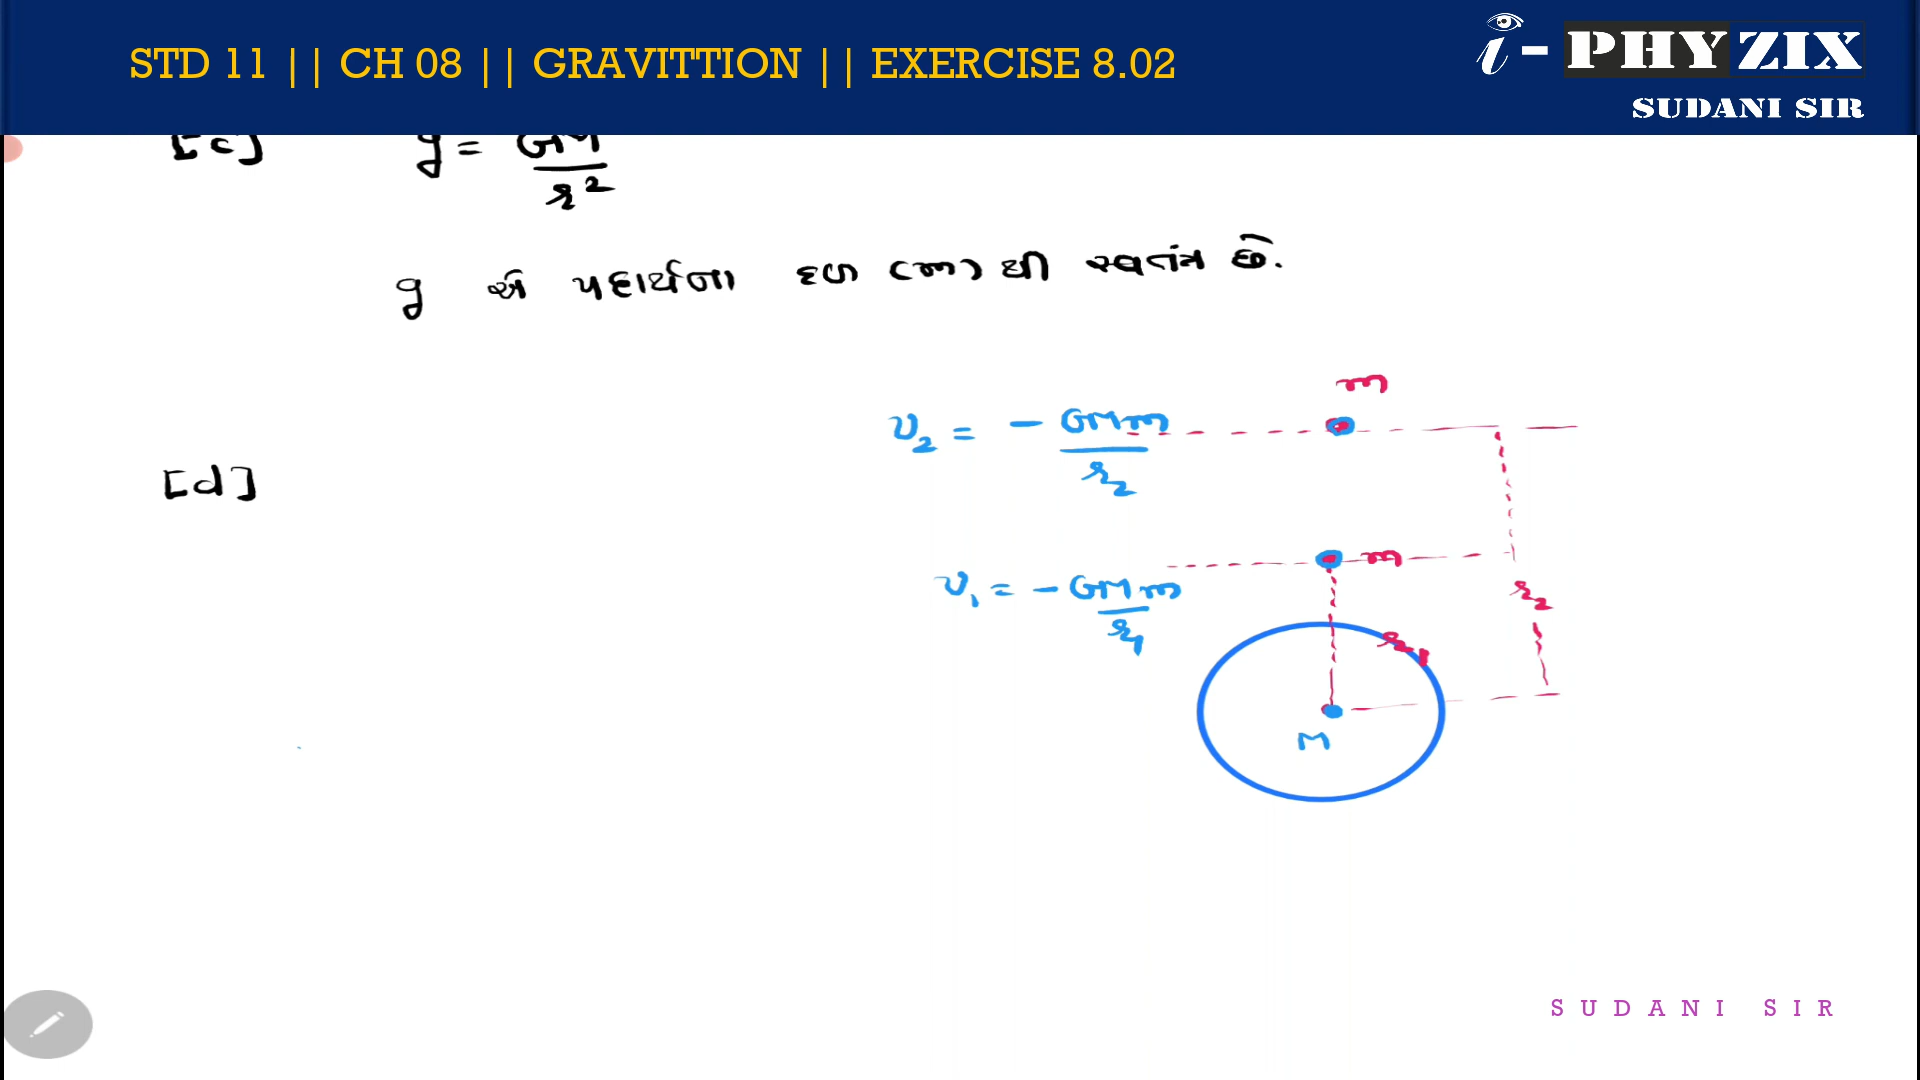 STD 11 || CH 08 || GRAVITTION || EXERCISE 8.02
i-PHYZIX
SUDANI SIR
[c] g = GM/r²
g એ પદાર્થના દળ (m) થી સ્વતંત્ર છે.
m
U₂ = - GMm/r₂
[d]
m
U₁ = - GMm/r₁
r₂
r₁
M
SUDANI SIR